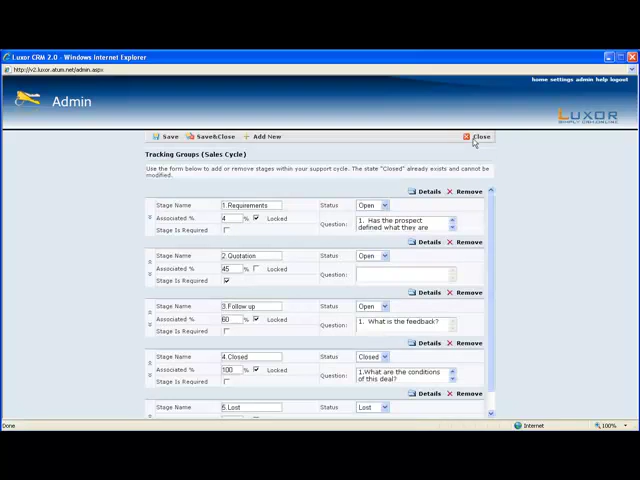 Luxor CRM 2.0 - Windows Internet Explorer
http://v2.luxor.atum.net/admin.aspx
home settings admin help logout
Admin
LUXOR
Save Save&Close Add New Close
Tracking Groups (Sales Cycle)
Use the form below to add or remove stages within your support cycle. The state "Closed" already exists and cannot be
modified.
Details Remove
Stage Name 1.Requirements Status Open
Associated % 4 % Locked Question: 1. Has the prospect
defined what they are
Stage Is Required
Details Remove
Stage Name 2.Quotation Status Open
Associated % 45 % Locked Question:
Stage Is Required
Details Remove
Stage Name 3.Follow up Status Open
Associated % 60 % Locked Question: 1. What is the feedback?
Stage Is Required
Details Remove
Stage Name 4.Closed Status Closed
Associated % 100 % Locked Question: 1.What are the conditions
of this deal?
Stage Is Required
Details Remove
Stage Name 5.Lost Status Lost
Done Internet 100%